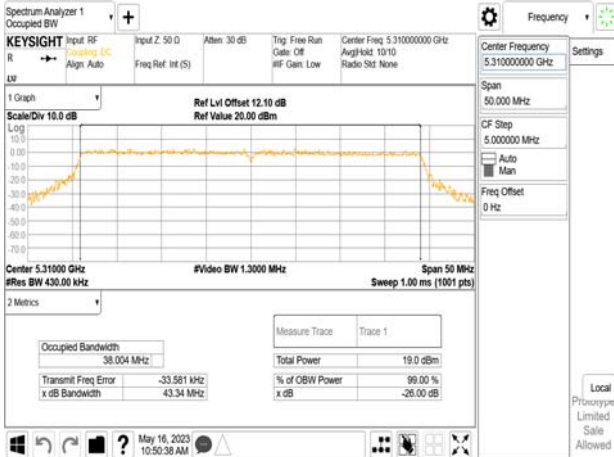 Spectrum Analyzer 1
Occupied BW
+
Frequency
KEYSIGHT
R
Input: RF
Coupling: DC
Align: Auto
Input Z: 50 Ω
Freq Ref: Int (S)
Atten: 30 dB
Trig: Free Run
Gate: Off
#IF Gain: Low
Center Freq: 5.310000000 GHz
Avg|Hold: 10/10
Radio Std: None
LXI
1 Graph
Scale/Div 10.0 dB
Ref Lvl Offset 12.10 dB
Ref Value 20.00 dBm
Log
10.0
0.00
-10.0
-20.0
-30.0
-40.0
-50.0
-60.0
-70.0
Center 5.31000 GHz
#Res BW 430.00 kHz
#Video BW 1.3000 MHz
Span 50 MHz
Sweep 1.00 ms (1001 pts)
2 Metrics
Measure Trace
Trace 1
Occupied Bandwidth
38.004 MHz
Total Power
19.0 dBm
Transmit Freq Error
-33.581 kHz
% of OBW Power
99.00 %
x dB Bandwidth
43.34 MHz
x dB
-26.00 dB
May 16, 2023
10:50:38 AM
?
Center Frequency
5.310000000 GHz
Settings
Span
50.000 MHz
CF Step
5.000000 MHz
Auto
Man
Freq Offset
0 Hz
Local
Prototype
Limited
Sale
Allowed